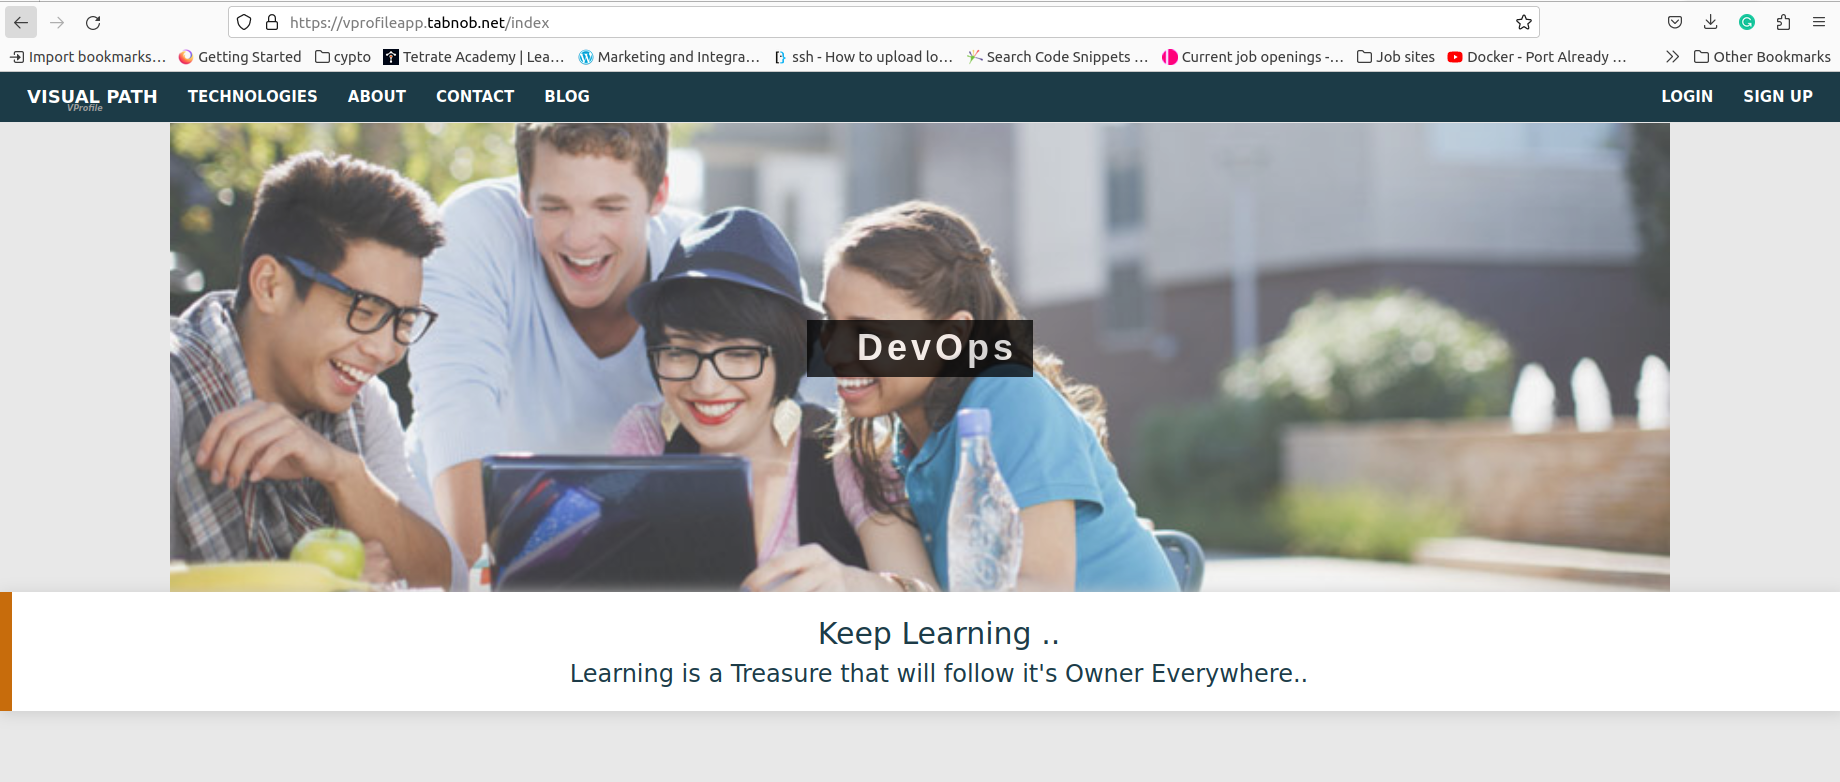 https://vprofileapp.tabnob.net/index
Import bookmarks... Getting Started cypto Tetrate Academy | Lea... Marketing and Integra... ssh - How to upload lo... Search Code Snippets ... Current job openings -... Job sites Docker - Port Already ... Other Bookmarks
VISUAL PATH TECHNOLOGIES ABOUT CONTACT BLOG LOGIN SIGN UP
VProfile
DevOps
Keep Learning ..
Learning is a Treasure that will follow it's Owner Everywhere..